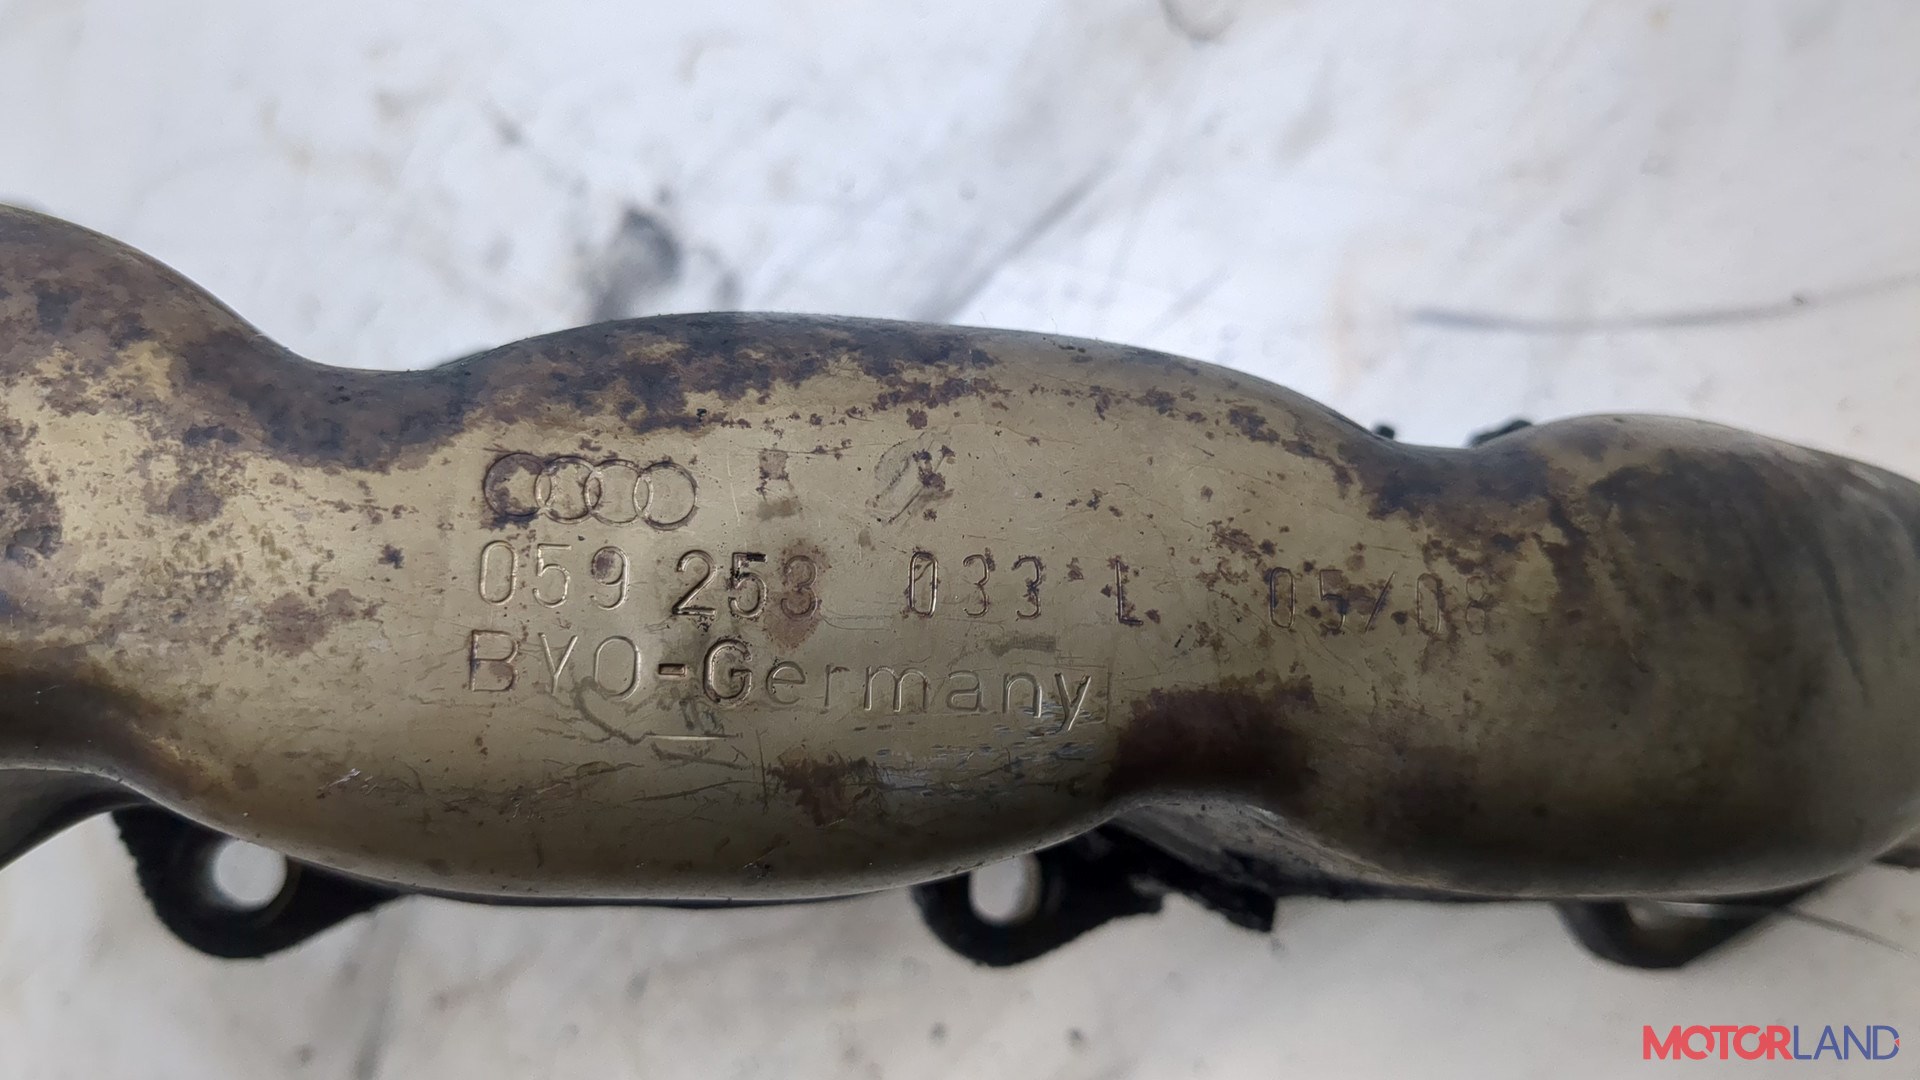 059 253 033 L 05/08
BYO-Germany
MOTORLAND